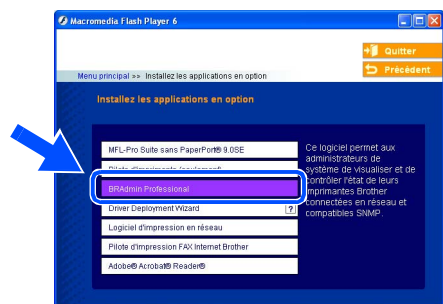 Macromedia Flash Player 6
Quitter
Précédent
Menu principal »» Installez les applications en option
Installez les applications en option
MFL-Pro Suite sans PaperPort® 9.0SE
Pilote d'imprimante (seulement)
BRAdmin Professional
Driver Deployment Wizard ?
Logiciel d'impression en réseau
Pilote d'impression FAX Internet Brother
Adobe® Acrobat® Reader®
Ce logiciel permet aux
administrateurs de
système de visualiser et de
contrôler l'état de leurs
imprimantes Brother
connectées en réseau et
compatibles SNMP.